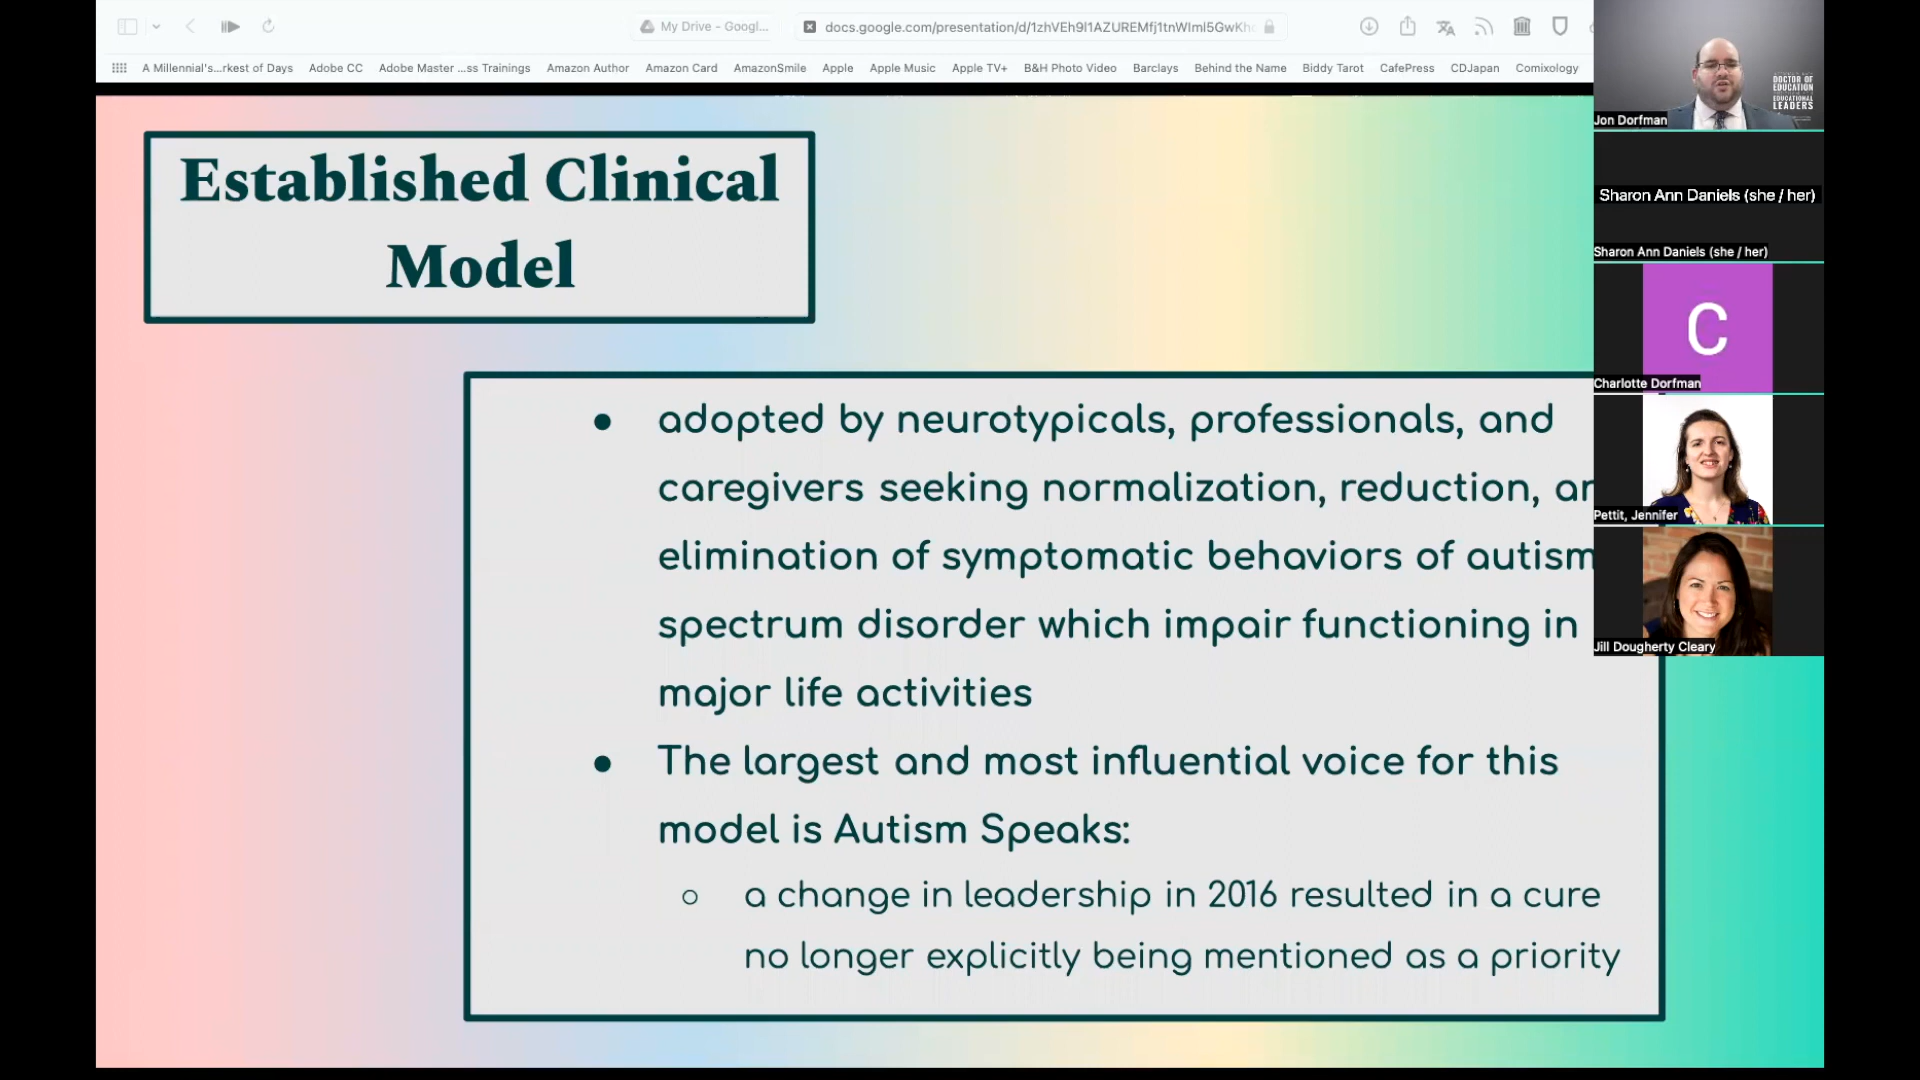 My Drive - Googl...
docs.google.com/presentation/d/1zhVEh9l1AZUREMfj1tnWIml5GwKh
A Millennial's...rkest of Days Adobe CC Adobe Master ...ss Trainings Amazon Author Amazon Card AmazonSmile Apple Apple Music Apple TV+ B&H Photo Video Barclays Behind the Name Biddy Tarot CafePress CDJapan Comixology
Established Clinical
Model
adopted by neurotypicals, professionals, and
caregivers seeking normalization, reduction,
elimination of symptomatic behaviors of autism
spectrum disorder which impair functioning in
major life activities
The largest and most influential voice for this
model is Autism Speaks:
a change in leadership in 2016 resulted in a cure
no longer explicitly being mentioned as a priority
DOCTOR OF
EDUCATION
EDUCATIONAL
LEADERS
Jon Dorfman
Sharon Ann Daniels (she / her)
Sharon Ann Daniels (she / her)
C
Charlotte Dorfman
Pettit, Jennifer
Jill Dougherty Cleary